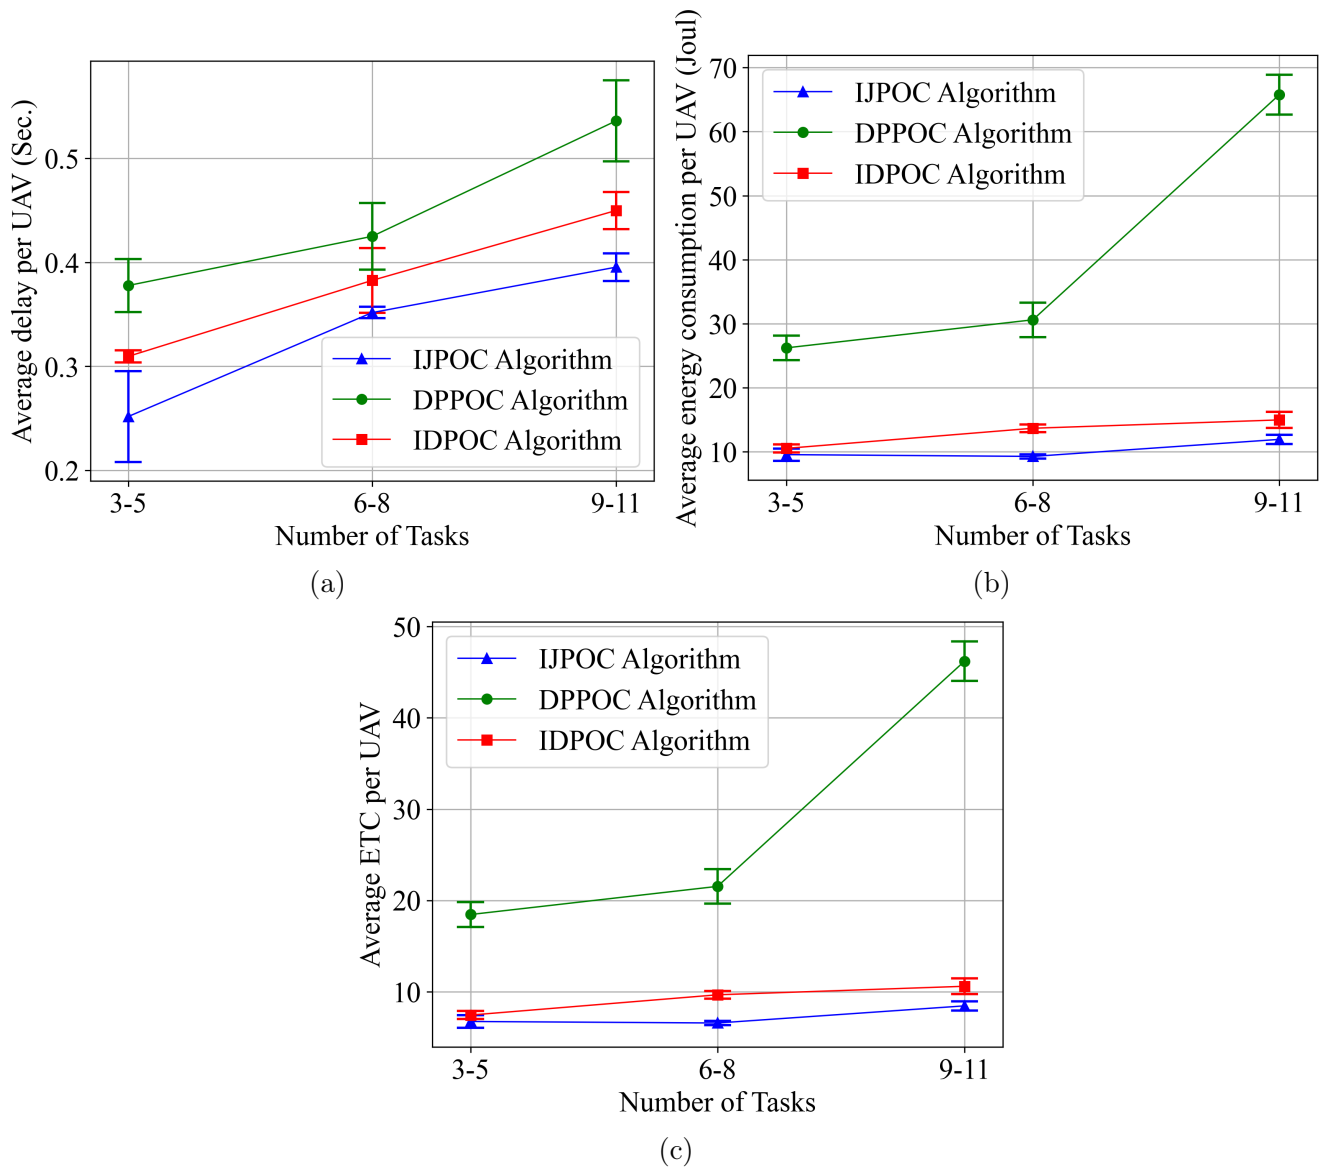 Average delay per UAV (Sec.)
0.5
0.4
0.3
0.2
IJPOC Algorithm
DPPOC Algorithm
IDPOC Algorithm
3-5 6-8 9-11
Number of Tasks
(a)
Average energy consumption per UAV (Joul)
70
60
50
40
30
20
10
IJPOC Algorithm
DPPOC Algorithm
IDPOC Algorithm
3-5 6-8 9-11
Number of Tasks
(b)
Average ETC per UAV
50
40
30
20
10
IJPOC Algorithm
DPPOC Algorithm
IDPOC Algorithm
3-5 6-8 9-11
Number of Tasks
(c)